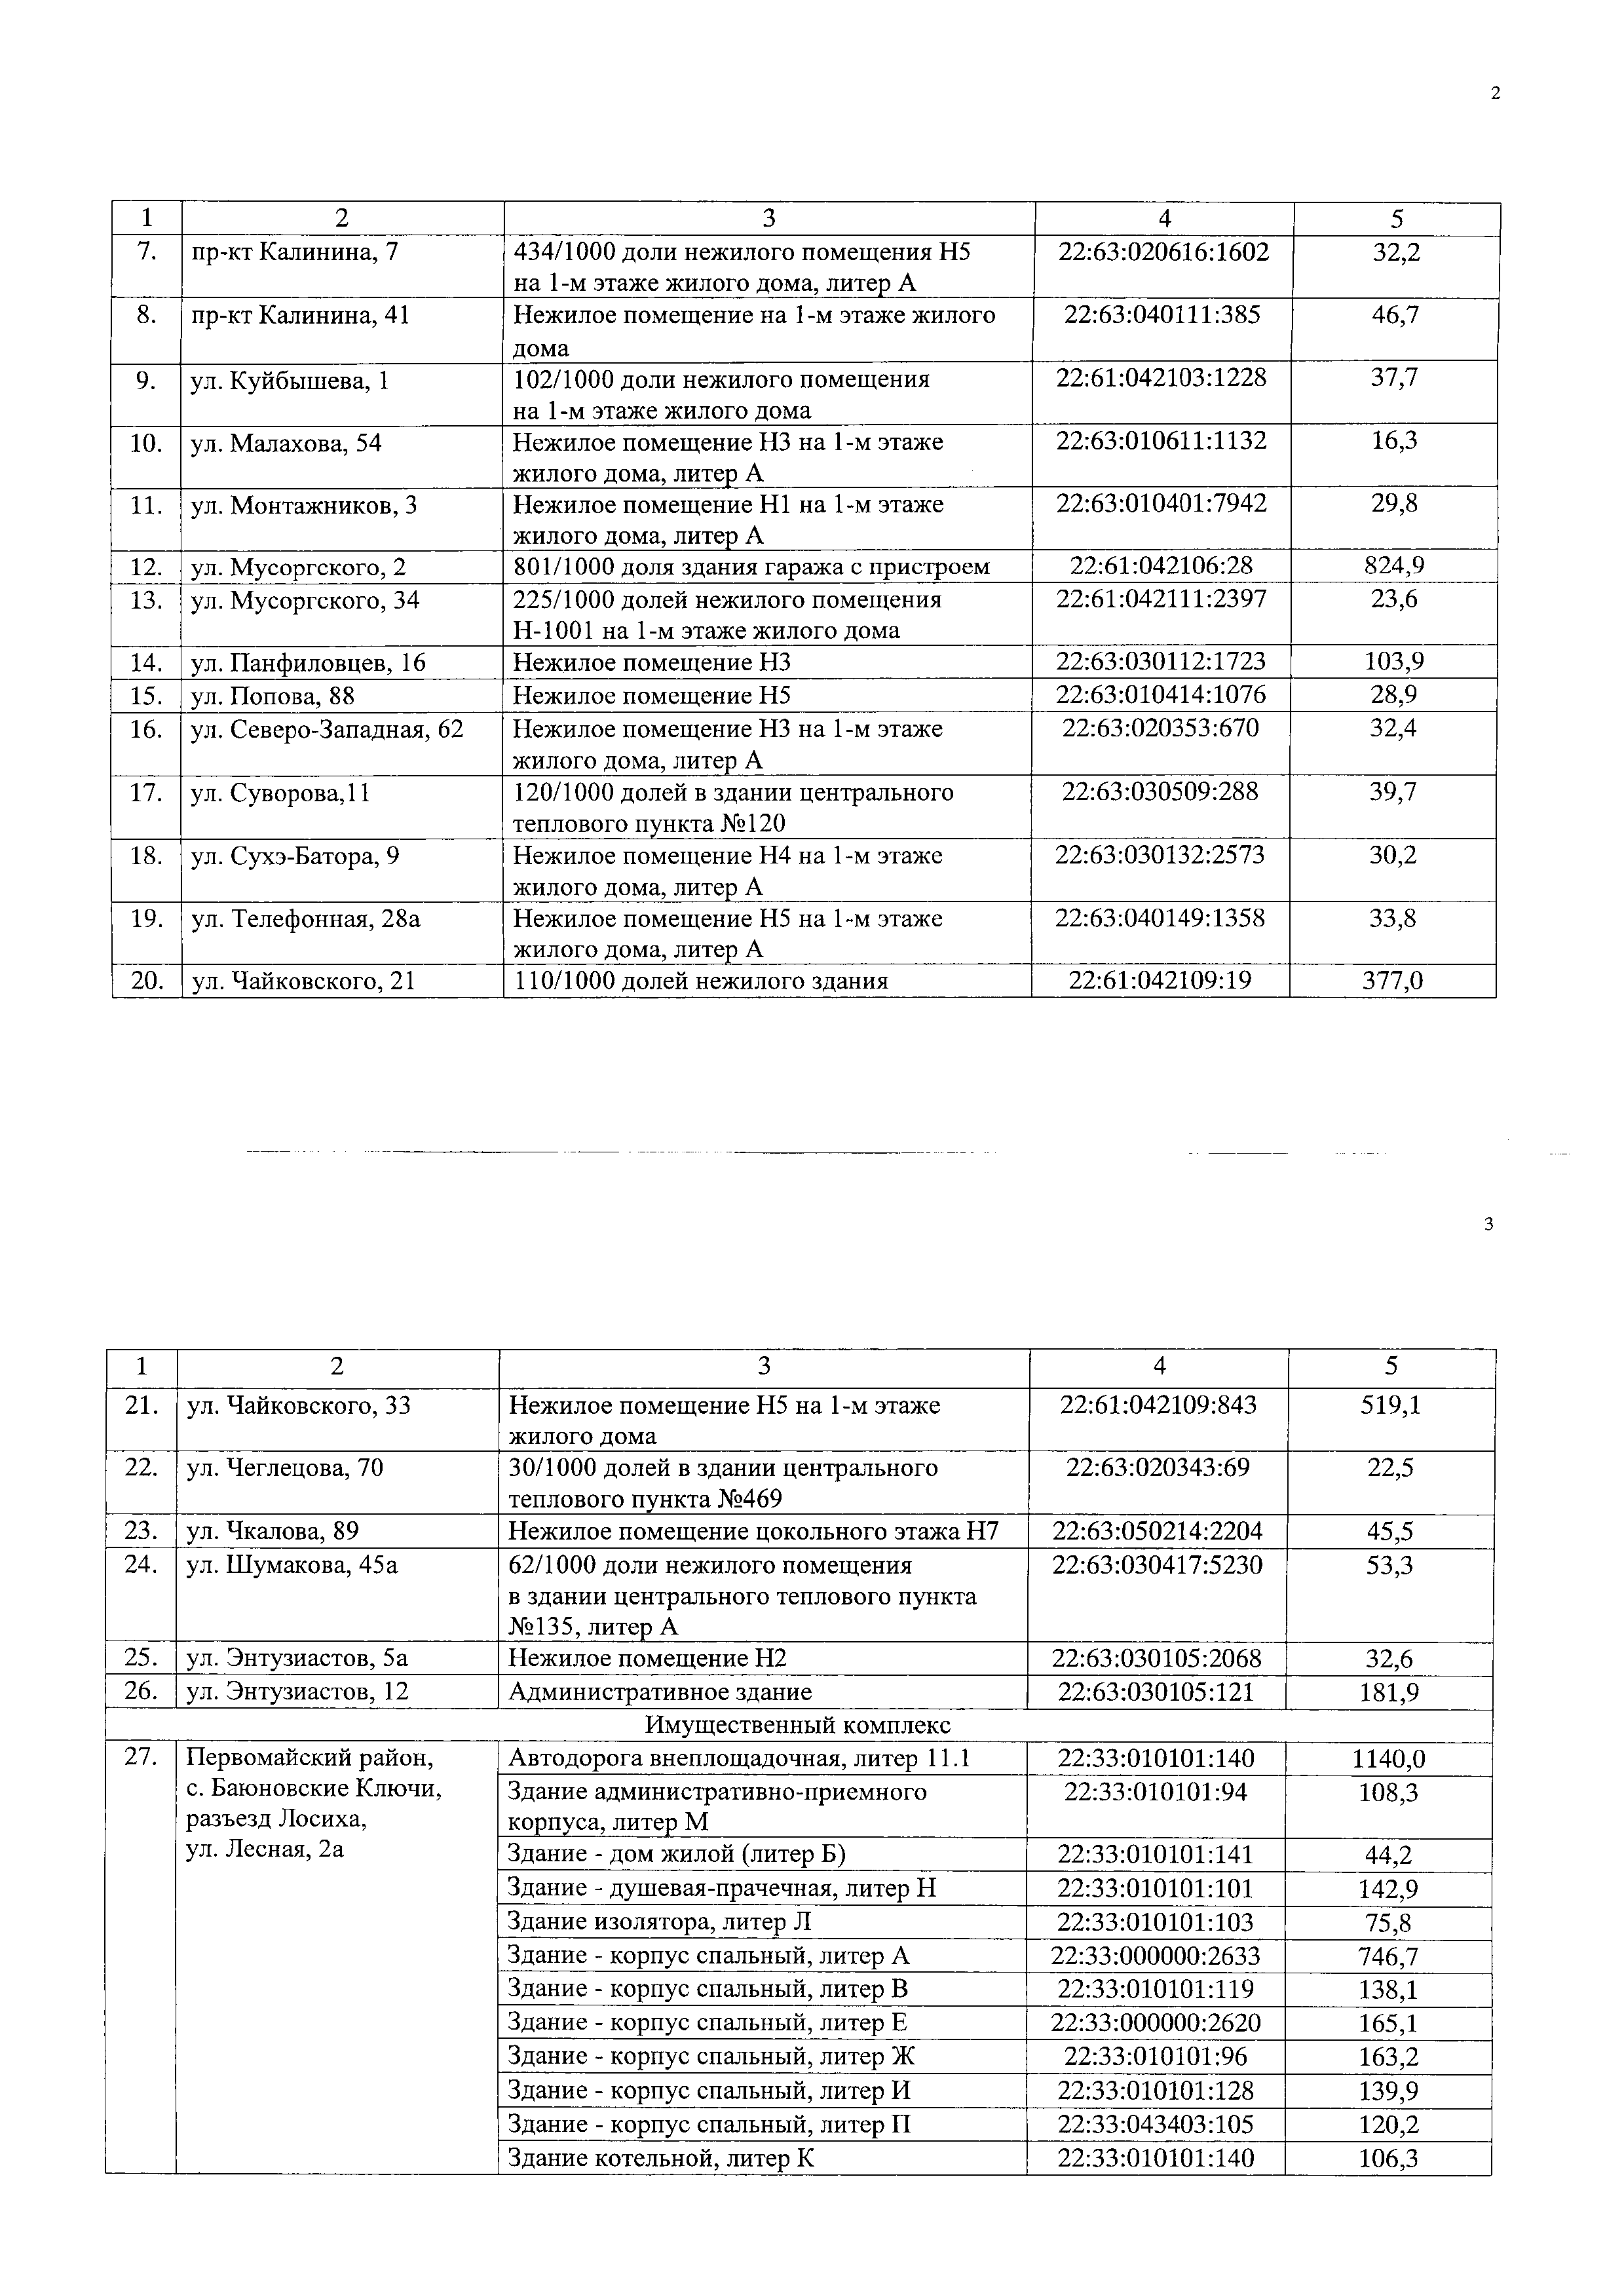 2
1 2 3 4 5
7. пр-кт Калинина, 7 434/1000 доли нежилого помещения Н5 22:63:020616:1602 32,2
на 1-м этаже жилого дома, литер А
8. пр-кт Калинина, 41 Нежилое помещение на 1-м этаже жилого 22:63:040111:385 46,7
дома
9. ул. Куйбышева, 1 102/1000 доли нежилого помещения 22:61:042103:1228 37,7
на 1-м этаже жилого дома
10. ул. Малахова, 54 Нежилое помещение Н3 на 1-м этаже 22:63:010611:1132 16,3
жилого дома, литер А
11. ул. Монтажников, 3 Нежилое помещение Н1 на 1-м этаже 22:63:010401:7942 29,8
жилого дома, литер А
12. ул. Мусоргского, 2 801/1000 доля здания гаража с пристроем 22:61:042106:28 824,9
13. ул. Мусоргского, 34 225/1000 долей нежилого помещения 22:61:042111:2397 23,6
Н-1001 на 1-м этаже жилого дома
14. ул. Панфиловцев, 16 Нежилое помещение Н3 22:63:030112:1723 103,9
15. ул. Попова, 88 Нежилое помещение Н5 22:63:010414:1076 28,9
16. ул. Северо-Западная, 62 Нежилое помещение Н3 на 1-м этаже 22:63:020353:670 32,4
жилого дома, литер А
17. ул. Суворова,11 120/1000 долей в здании центрального 22:63:030509:288 39,7
теплового пункта №120
18. ул. Сухэ-Батора, 9 Нежилое помещение Н4 на 1-м этаже 22:63:030132:2573 30,2
жилого дома, литер А
19. ул. Телефонная, 28а Нежилое помещение Н5 на 1-м этаже 22:63:040149:1358 33,8
жилого дома, литер А
20. ул. Чайковского, 21 110/1000 долей нежилого здания 22:61:042109:19 377,0
3
1 2 3 4 5
21. ул. Чайковского, 33 Нежилое помещение Н5 на 1-м этаже 22:61:042109:843 519,1
жилого дома
22. ул. Чеглецова, 70 30/1000 долей в здании центрального 22:63:020343:69 22,5
теплового пункта №469
23. ул. Чкалова, 89 Нежилое помещение цокольного этажа Н7 22:63:050214:2204 45,5
24. ул. Шумакова, 45а 62/1000 доли нежилого помещения 22:63:030417:5230 53,3
в здании центрального теплового пункта
№135, литер А
25. ул. Энтузиастов, 5а Нежилое помещение Н2 22:63:030105:2068 32,6
26. ул. Энтузиастов, 12 Административное здание 22:63:030105:121 181,9
Имущественный комплекс
27. Первомайский район, Автодорога внеплощадочная, литер 11.1 22:33:010101:140 1140,0
с. Баюновские Ключи, Здание административно-приемного 22:33:010101:94 108,3
разъезд Лосиха, корпуса, литер М
ул. Лесная, 2а Здание - дом жилой (литер Б) 22:33:010101:141 44,2
Здание - душевая-прачечная, литер Н 22:33:010101:101 142,9
Здание изолятора, литер Л 22:33:010101:103 75,8
Здание - корпус спальный, литер А 22:33:000000:2633 746,7
Здание - корпус спальный, литер В 22:33:010101:119 138,1
Здание - корпус спальный, литер Е 22:33:000000:2620 165,1
Здание - корпус спальный, литер Ж 22:33:010101:96 163,2
Здание - корпус спальный, литер И 22:33:010101:128 139,9
Здание - корпус спальный, литер П 22:33:043403:105 120,2
Здание котельной, литер К 22:33:010101:140 106,3